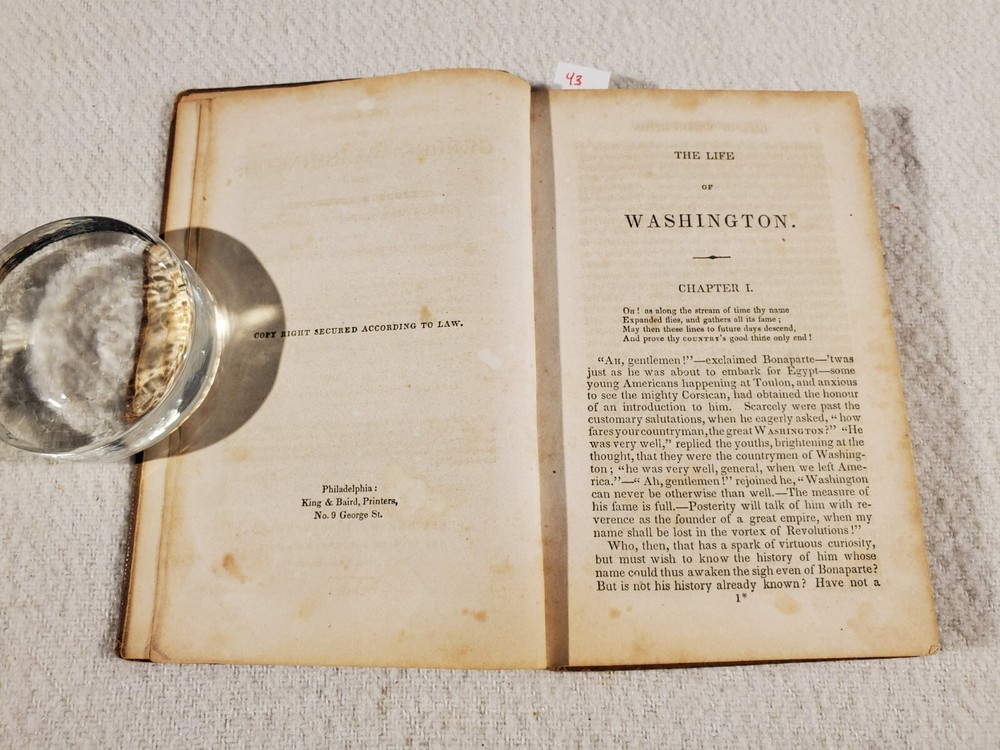 43
COPY RIGHT SECURED ACCORDING TO LAW.
Philadelphia:
King & Baird, Printers,
No. 9 George St.
THE LIFE
OF
WASHINGTON.
CHAPTER I.
OH! as along the stream of time thy name
Expanded flies, and gathers all its fame;
May then these lines to future days descend,
And prove thy COUNTRY'S good thine only end!
"AH, gentlemen!"—exclaimed Bonaparte—'twas
just as he was about to embark for Egypt—some
young Americans happening at Toulon, and anxious
to see the mighty Corsican, had obtained the honour
of an introduction to him. Scarcely were past the
customary salutations, when he eagerly asked, "how
fares your countryman, the great WASHINGTON?" "He
was very well," replied the youths, brightening at the
thought, that they were the countrymen of Washing-
ton; "he was very well, general, when we left Ame-
rica."—"Ah, gentlemen!" rejoined he, "Washington
can never be otherwise than well.—The measure of
his fame is full.—Posterity will talk of him with re-
verence as the founder of a great empire, when my
name shall be lost in the vortex of Revolutions!"
Who, then, that has a spark of virtuous curiosity,
but must wish to know the history of him whose
name could thus awaken the sigh even of Bonaparte?
But is not his history already known? Have not a
1*